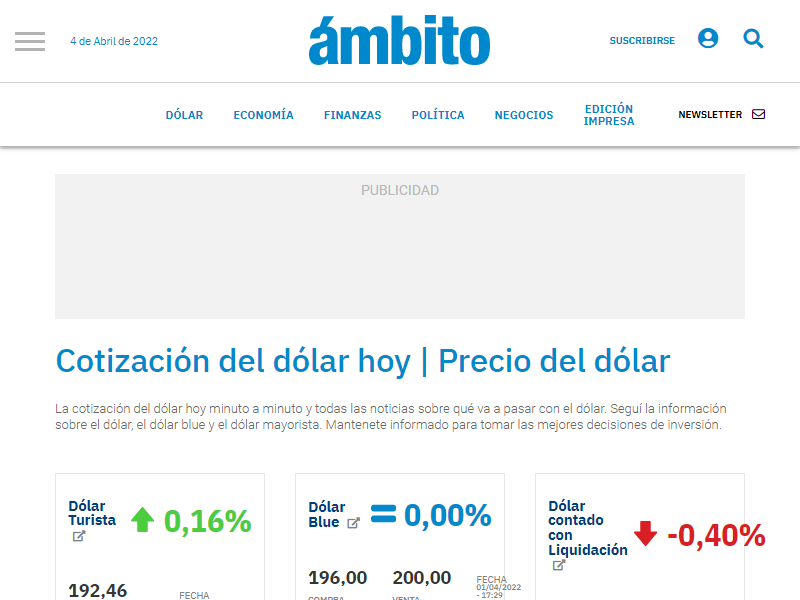 4 de Abril de 2022
ámbito
SUSCRIBIRSE
DÓLAR
ECONOMÍA
FINANZAS
POLÍTICA
NEGOCIOS
EDICIÓN
IMPRESA
NEWSLETTER
PUBLICIDAD
Cotización del dólar hoy | Precio del dólar
La cotización del dólar hoy minuto a minuto y todas las noticias sobre qué va a pasar con el dólar. Seguí la información
sobre el dólar, el dólar blue y el dólar mayorista. Mantenete informado para tomar las mejores decisiones de inversión.
Dólar
Turista
0,16%
192,46
FECHA
Dólar
Blue
0,00%
196,00
COMPRA
200,00
VENTA
FECHA
01/04/2022
- 17:29
Dólar
contado
con
Liquidación
-0,40%